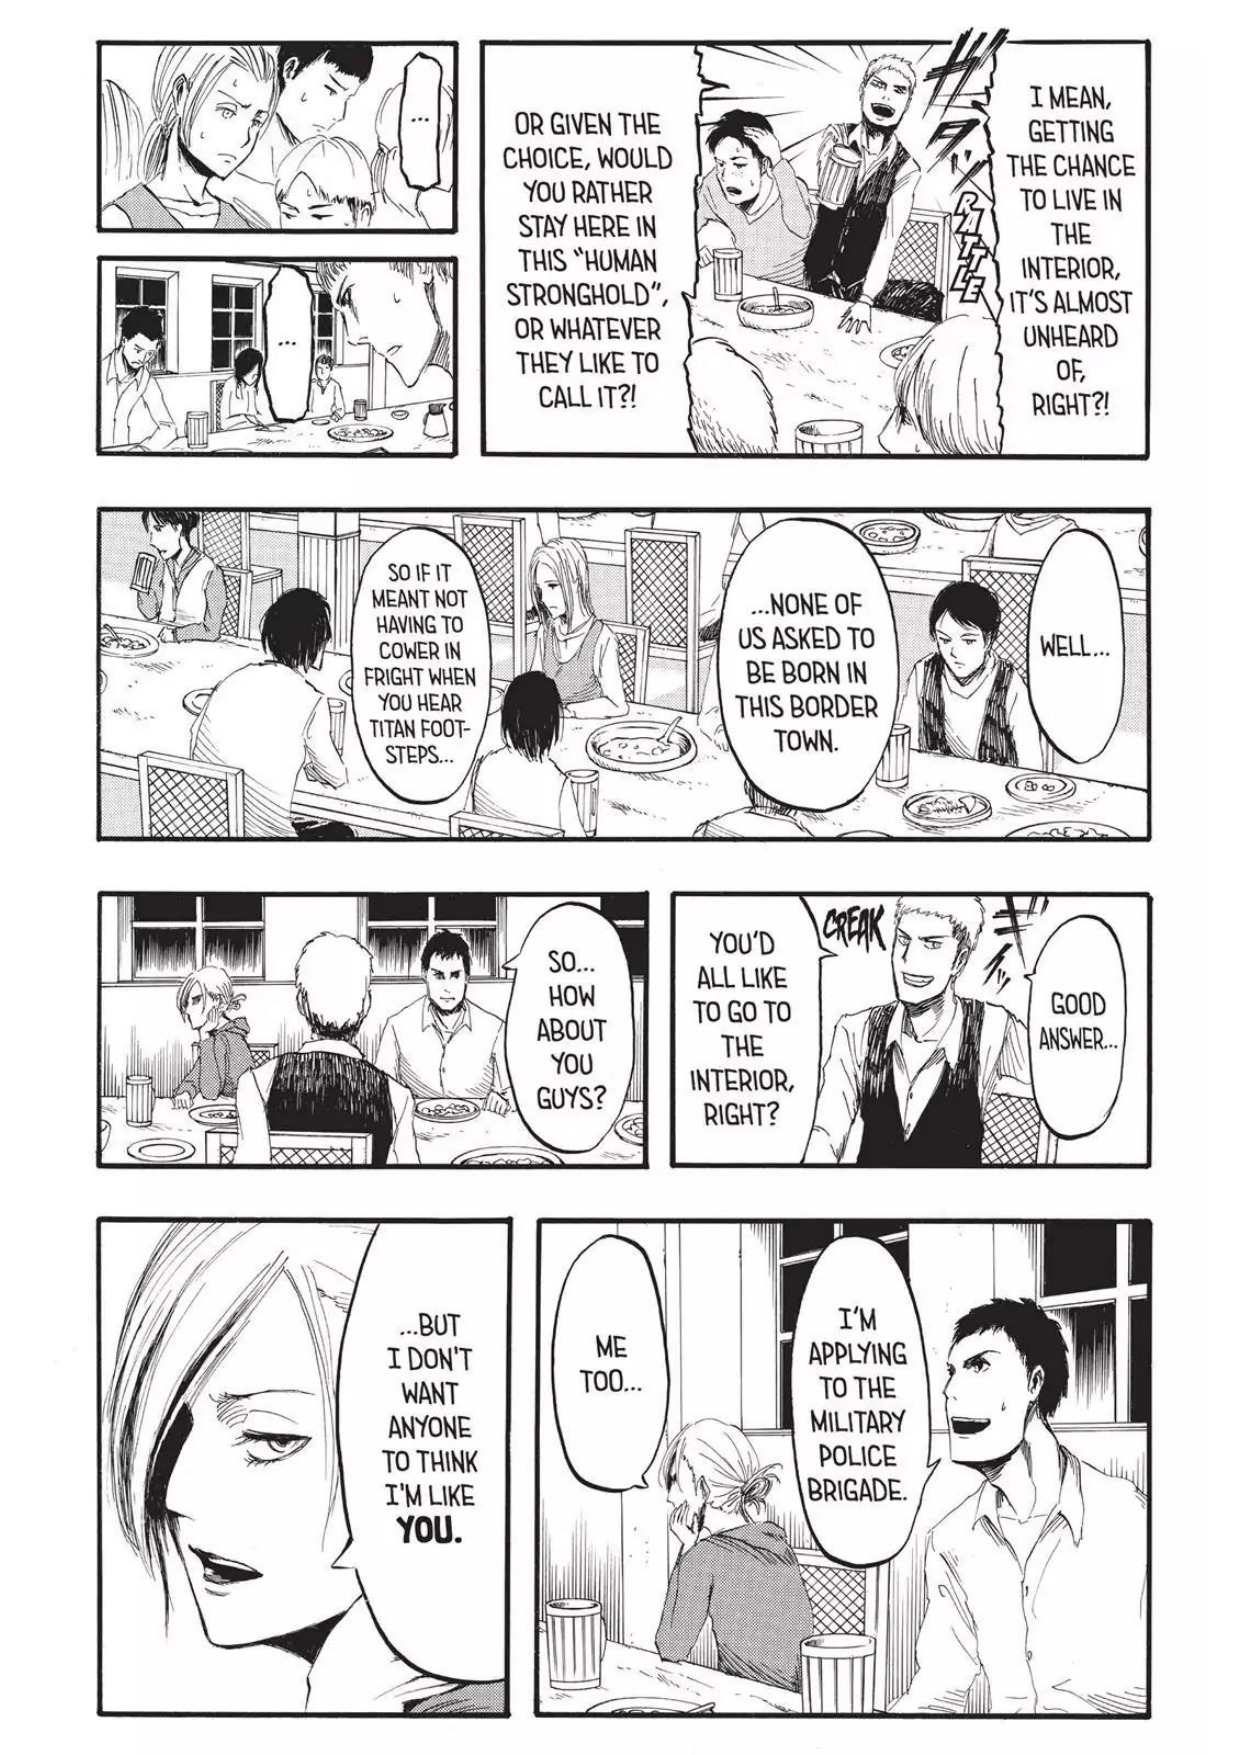 I MEAN,
GETTING
THE CHANCE
TO LIVE IN
THE
INTERIOR,
IT'S ALMOST
UNHEARD
OF,
RIGHT?!
RATTLE
OR GIVEN THE
CHOICE, WOULD
YOU RATHER
STAY HERE IN
THIS "HUMAN
STRONGHOLD",
OR WHATEVER
THEY LIKE TO
CALL IT?!
...
...
WELL...
...NONE OF
US ASKED TO
BE BORN IN
THIS BORDER
TOWN.
SO IF IT
MEANT NOT
HAVING TO
COWER IN
FRIGHT WHEN
YOU HEAR
TITAN FOOT-
STEPS...
GOOD
ANSWER...
CREAK
YOU'D
ALL LIKE
TO GO TO
THE
INTERIOR,
RIGHT?
SO...
HOW
ABOUT
YOU
GUYS?
I'M
APPLYING
TO THE
MILITARY
POLICE
BRIGADE.
ME
TOO...
...BUT
I DON'T
WANT
ANYONE
TO THINK
I'M LIKE
YOU.